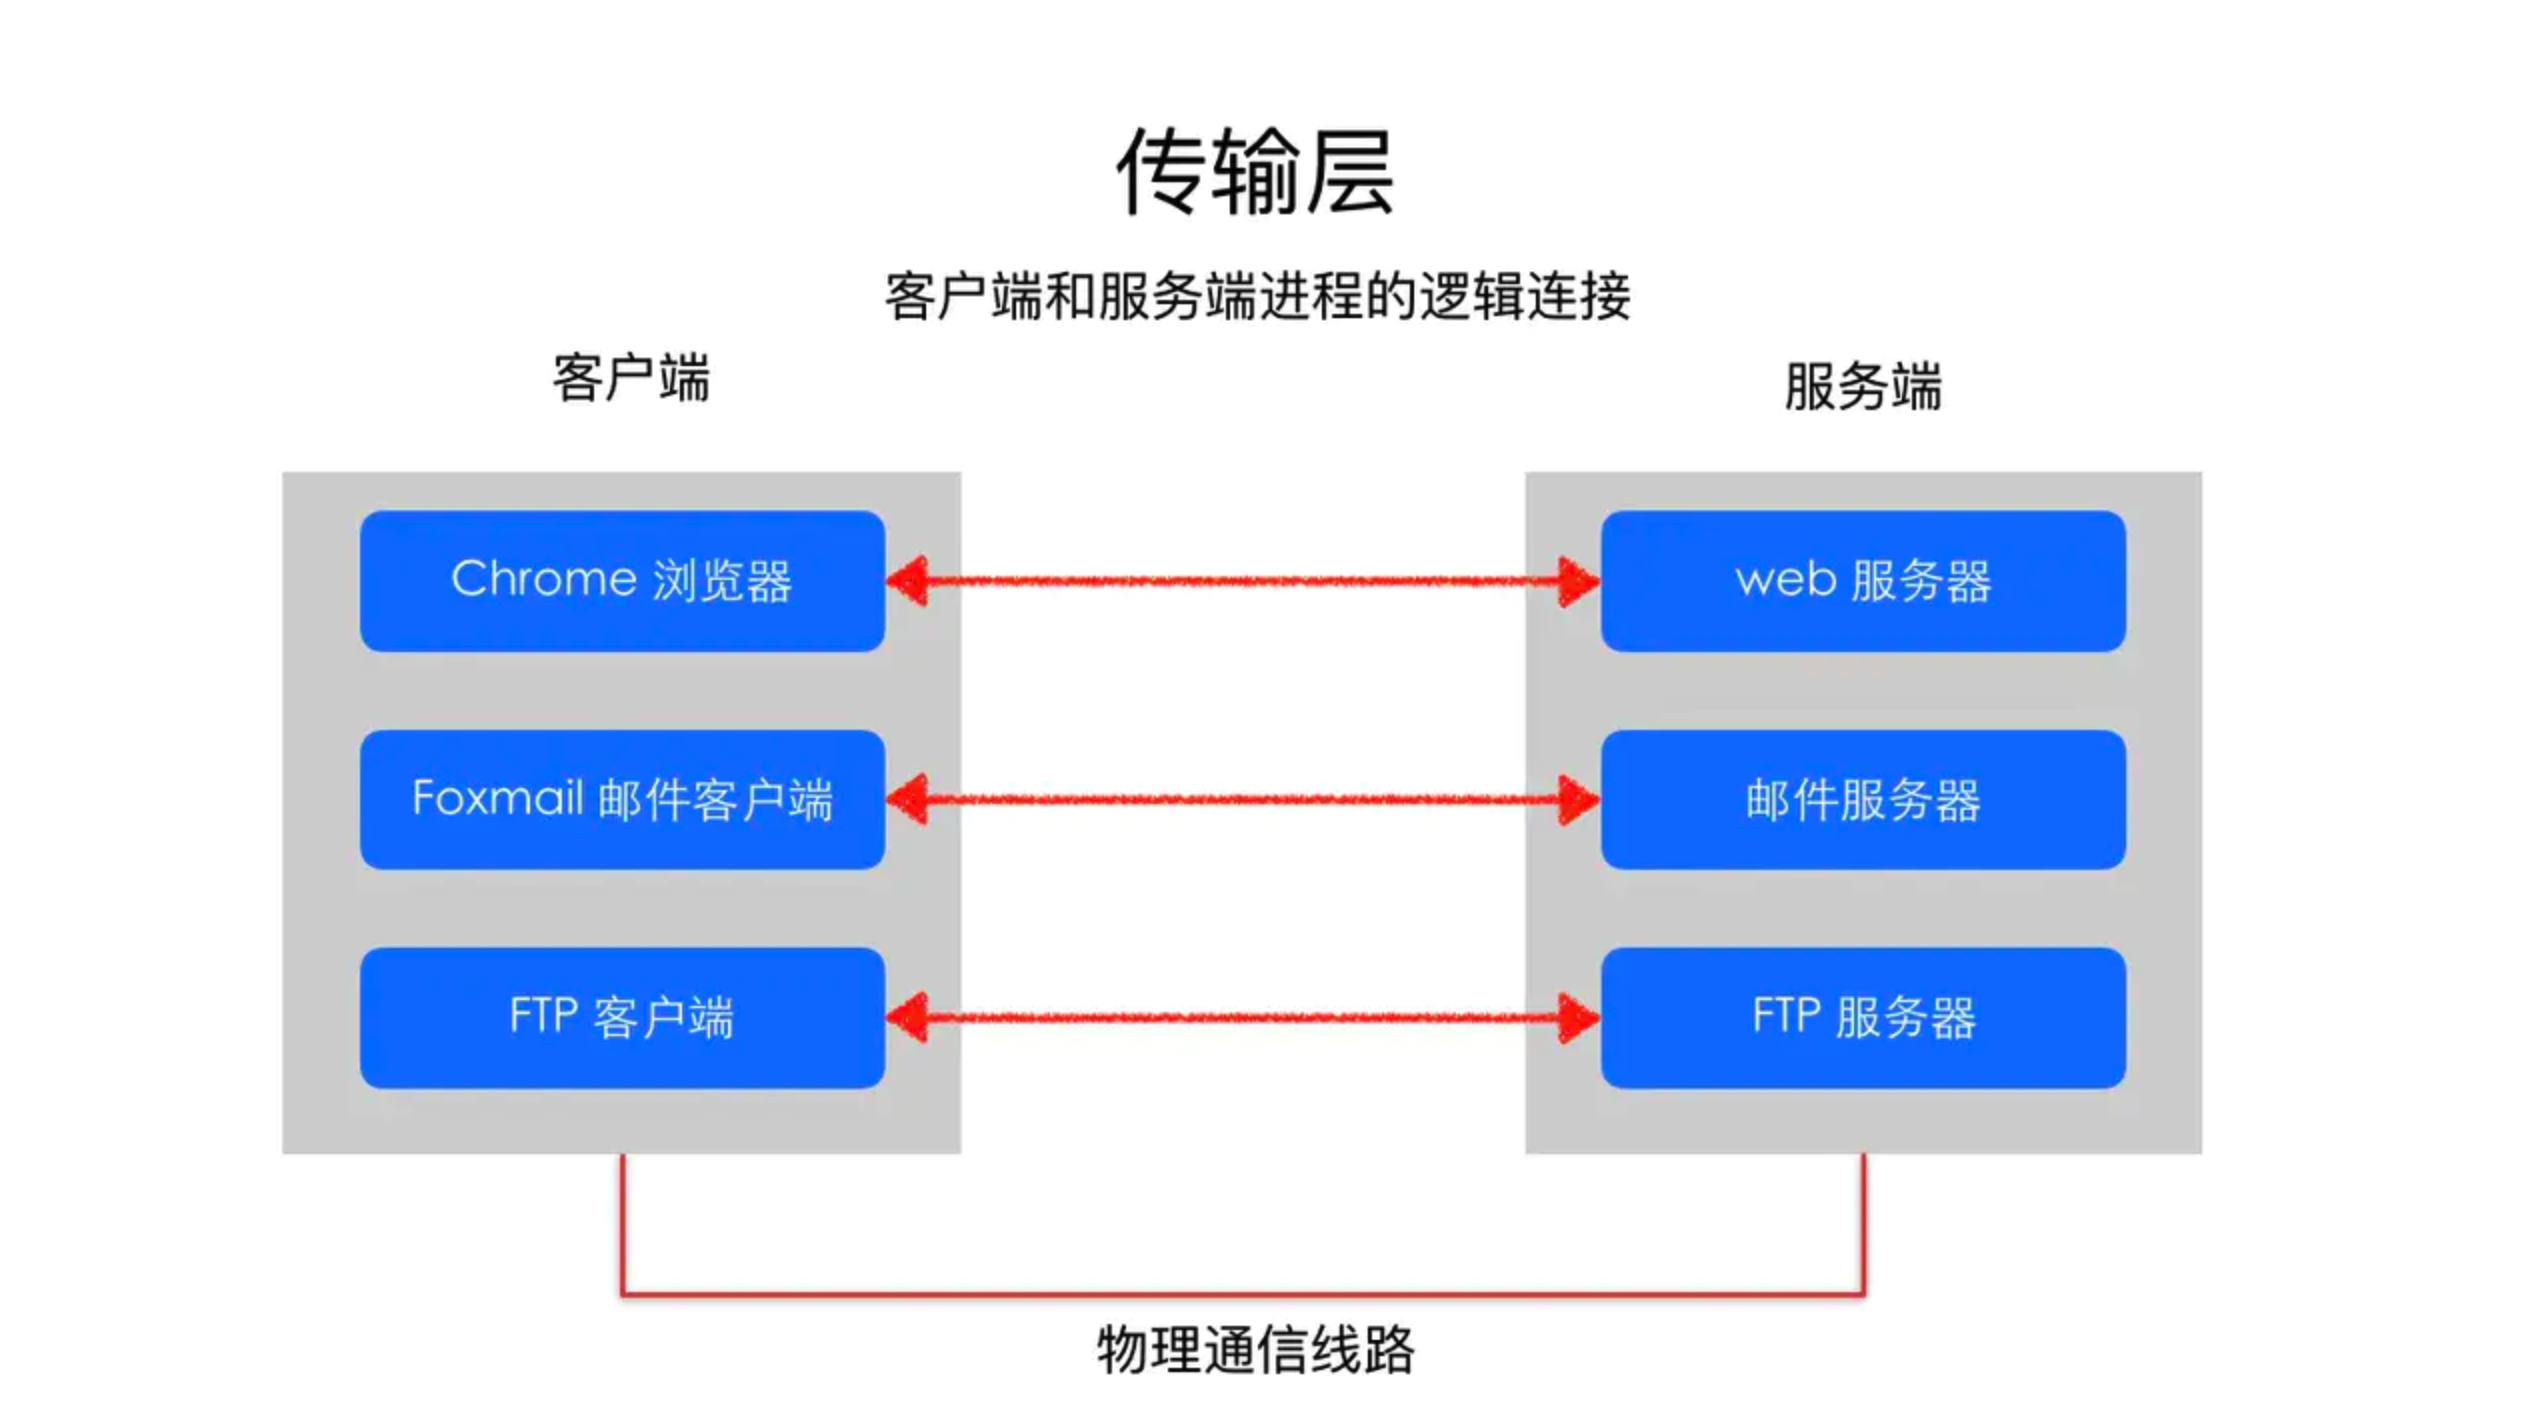 传输层
客户端和服务端进程的逻辑连接
客户端
服务端
Chrome 浏览器
web 服务器
Foxmail 邮件客户端
邮件服务器
FTP 客户端
FTP 服务器
物理通信线路